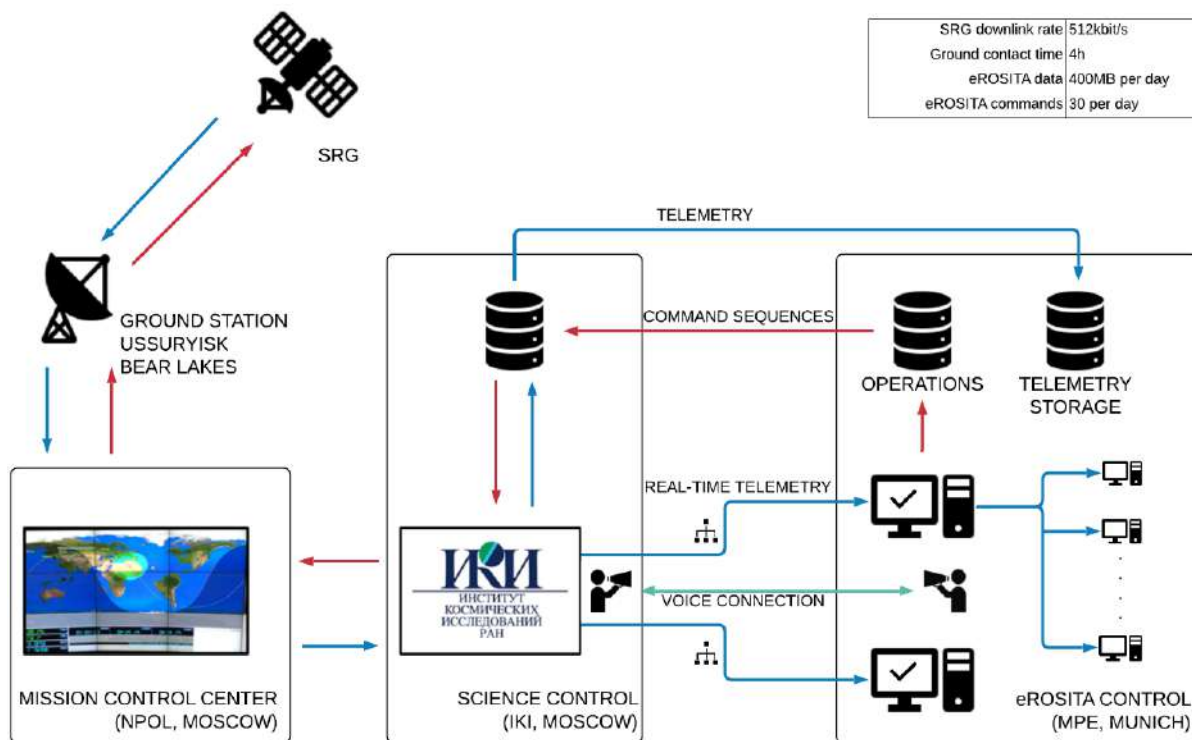 SRG downlink rate 512kbit/s
Ground contact time 4h
eROSITA data 400MB per day
eROSITA commands 30 per day
SRG
TELEMETRY
GROUND STATION
USSURYISK
BEAR LAKES
COMMAND SEQUENCES
OPERATIONS
TELEMETRY
STORAGE
REAL-TIME TELEMETRY
ИКИ
ИНСТИТУТ
КОСМИЧЕСКИХ
ИССЛЕДОВАНИЙ
РАН
VOICE CONNECTION
MISSION CONTROL CENTER
(NPOL, MOSCOW)
SCIENCE CONTROL
(IKI, MOSCOW)
eROSITA CONTROL
(MPE, MUNICH)